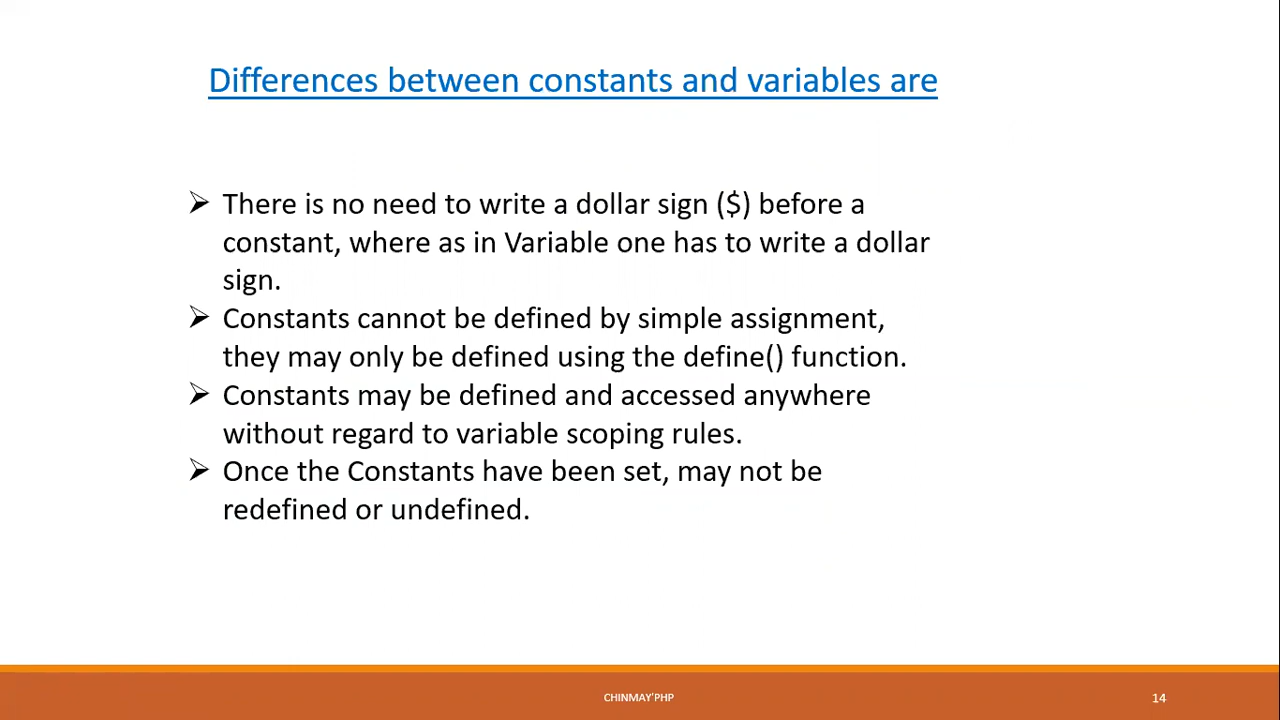 Differences between constants and variables are
➢ There is no need to write a dollar sign ($) before a
constant, where as in Variable one has to write a dollar
sign.
➢ Constants cannot be defined by simple assignment,
they may only be defined using the define() function.
➢ Constants may be defined and accessed anywhere
without regard to variable scoping rules.
➢ Once the Constants have been set, may not be
redefined or undefined.
CHINMAY'PHP
14